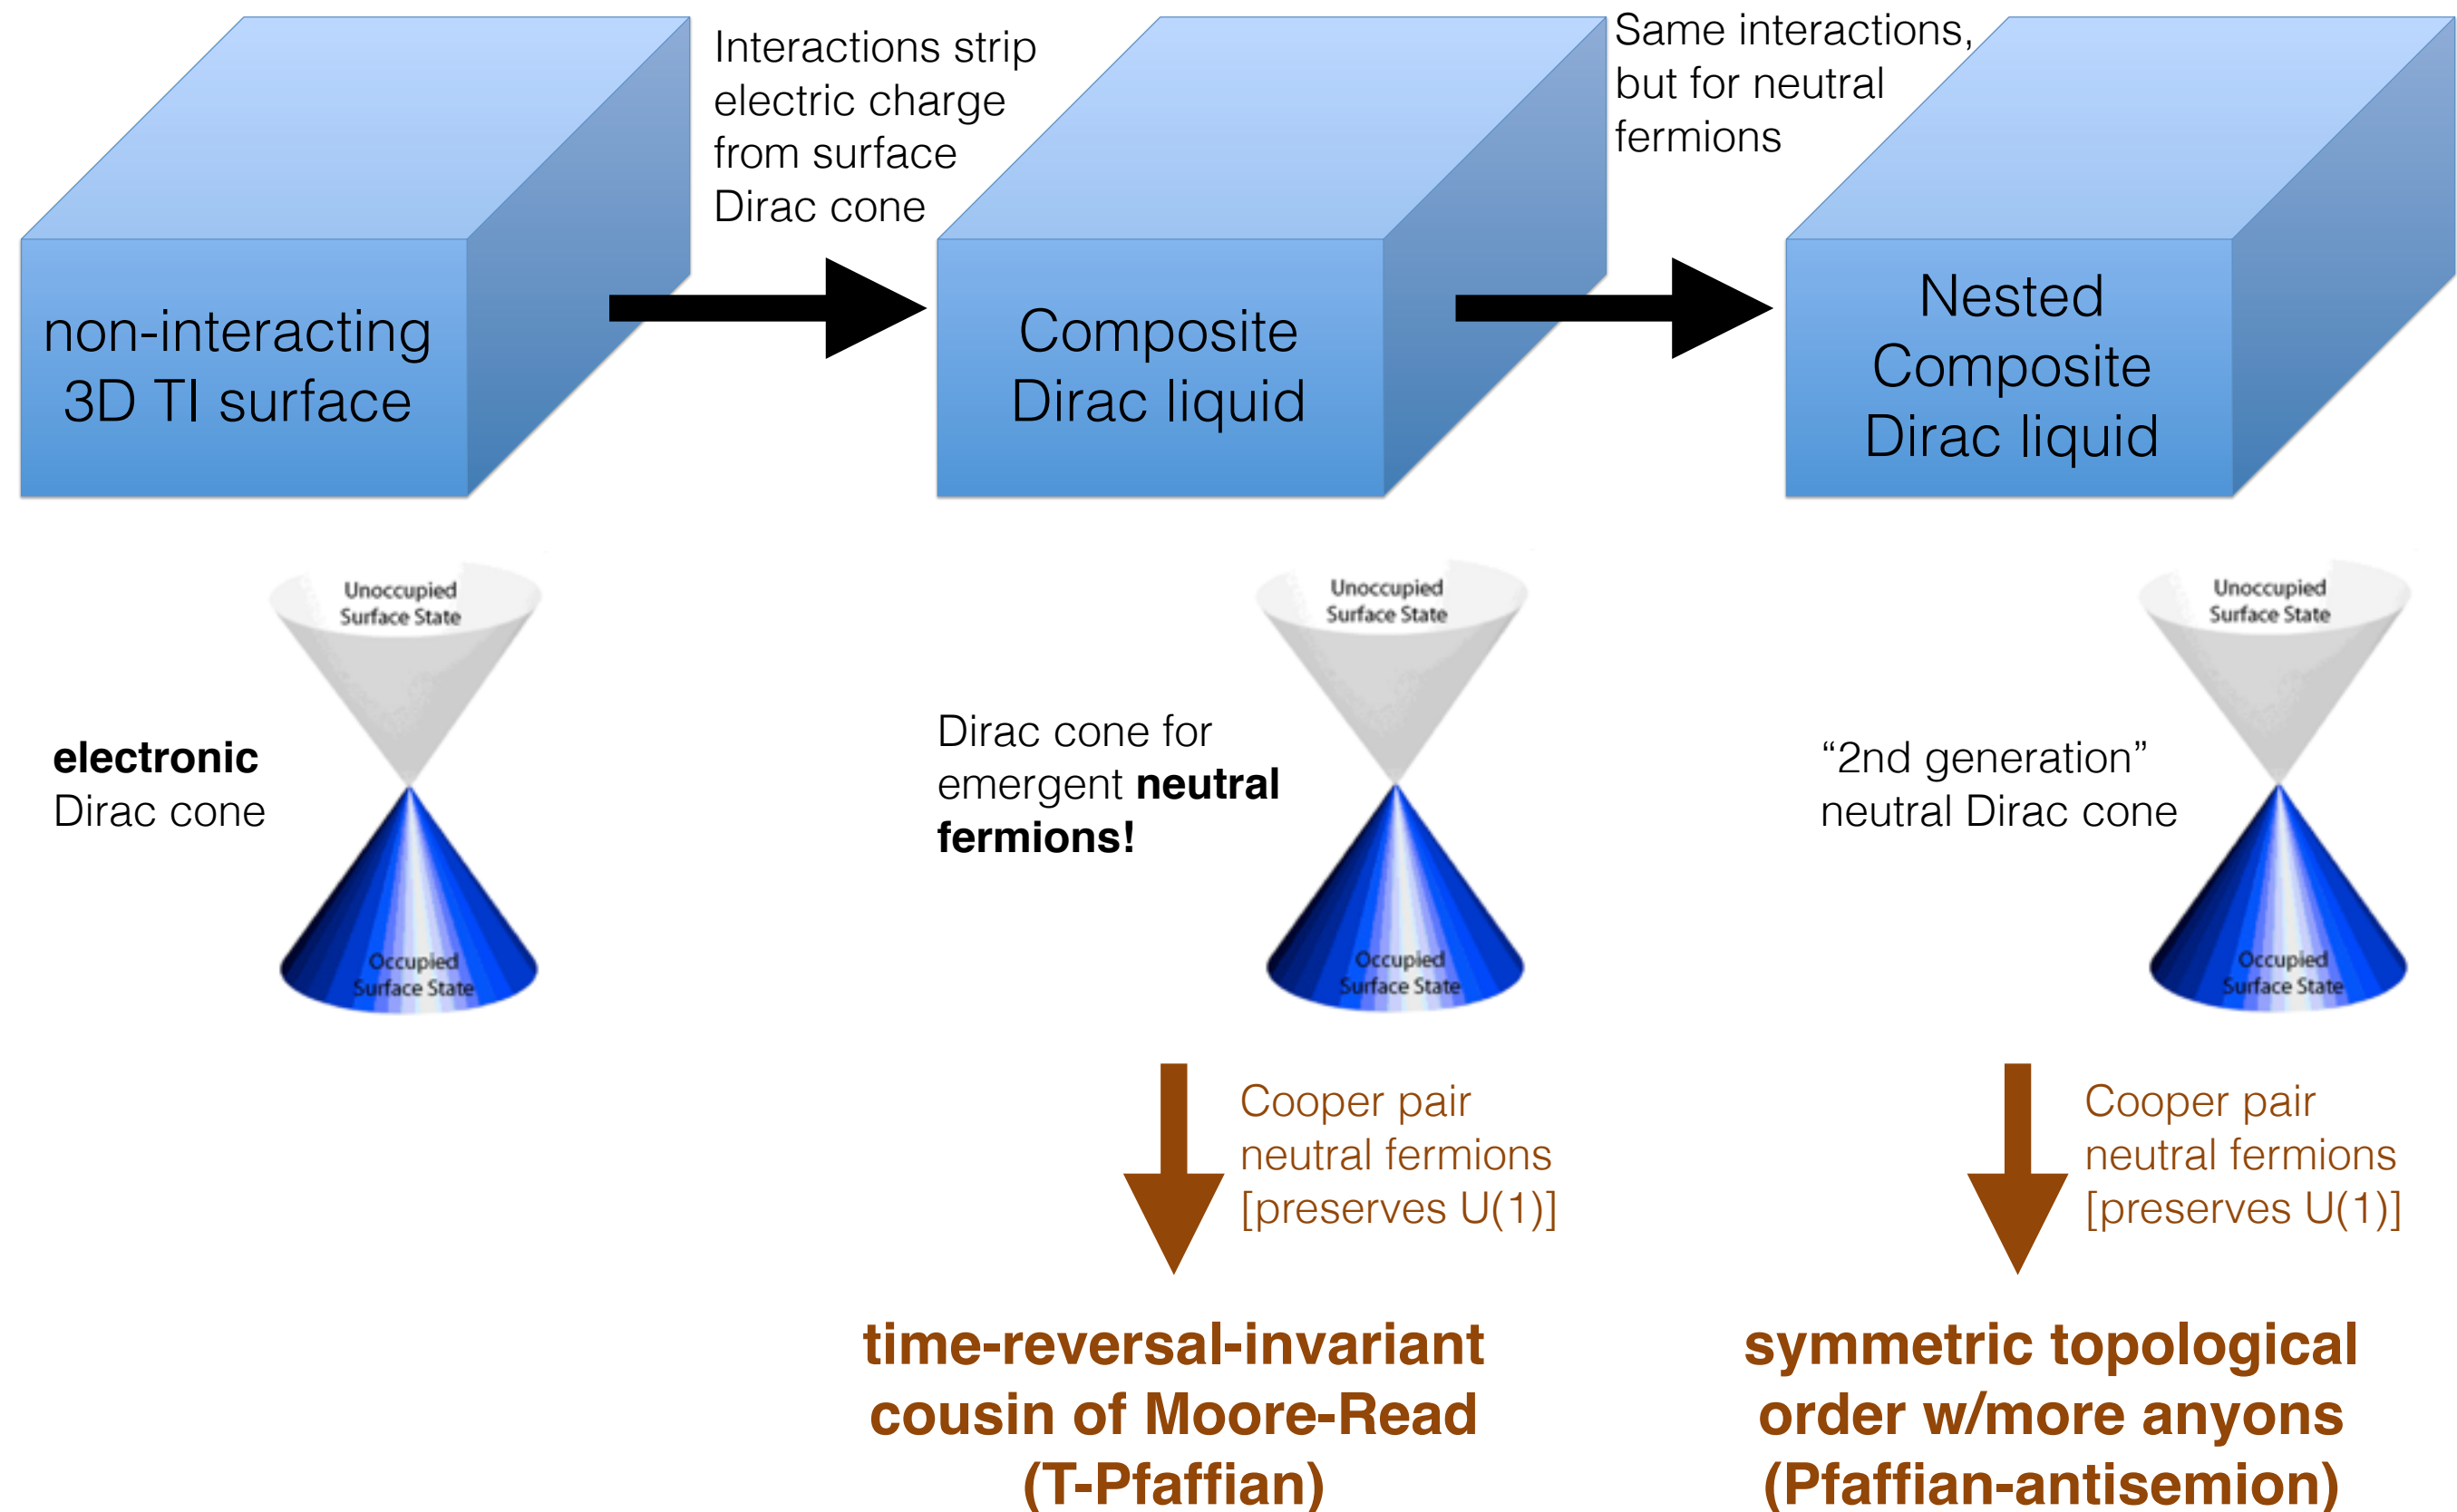 Interactions strip
electric charge
from surface
Dirac cone
Same interactions,
but for neutral
fermions
non-interacting
3D TI surface
Composite
Dirac liquid
Nested
Composite
Dirac liquid
Unoccupied
Surface State
electronic
Dirac cone
Occupied
Surface State
Unoccupied
Surface State
Dirac cone for
emergent neutral
fermions!
Occupied
Surface State
Unoccupied
Surface State
“2nd generation”
neutral Dirac cone
Occupied
Surface State
Cooper pair
neutral fermions
[preserves U(1)]
Cooper pair
neutral fermions
[preserves U(1)]
time-reversal-invariant
cousin of Moore-Read
(T-Pfaffian)
symmetric topological
order w/more anyons
(Pfaffian-antisemion)